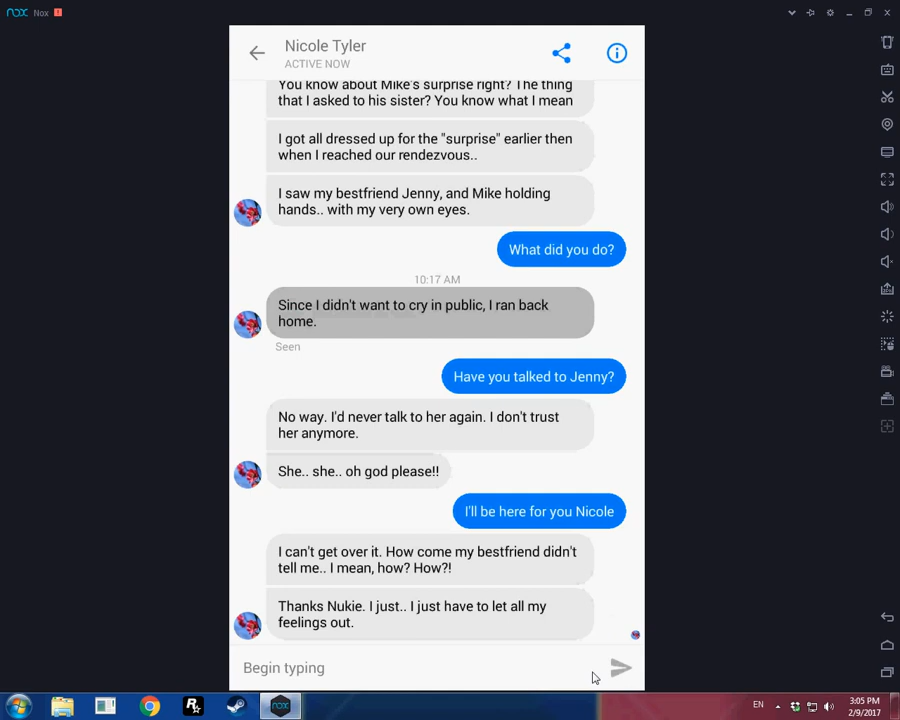 nox Nox
Nicole Tyler
ACTIVE NOW
You know about Mike's surprise right? The thing
that I asked to his sister? You know what I mean
I got all dressed up for the "surprise" earlier then
when I reached our rendezvous..
I saw my bestfriend Jenny, and Mike holding
hands.. with my very own eyes.
What did you do?
10:17 AM
Since I didn't want to cry in public, I ran back
home.
Seen
Have you talked to Jenny?
No way. I'd never talk to her again. I don't trust
her anymore.
She.. she.. oh god please!!
I'll be here for you Nicole
I can't get over it. How come my bestfriend didn't
tell me.. I mean, how? How?!
Thanks Nukie. I just.. I just have to let all my
feelings out.
Begin typing
R★
nox
EN
3:05 PM
2/9/2017